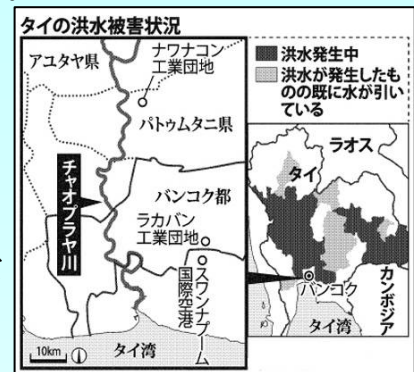 タイの洪水被害状況
アユタヤ県
ナワナコン
工業団地
パトゥムタニ県
チャオプラヤ川
バンコク都
ラカバン
工業団地
スワンナプーム
国際空港
10km
タイ湾
洪水発生中
洪水が発生したも
のの既に水が引い
ている
ラオス
タイ
バンコク
カンボジア
タイ湾